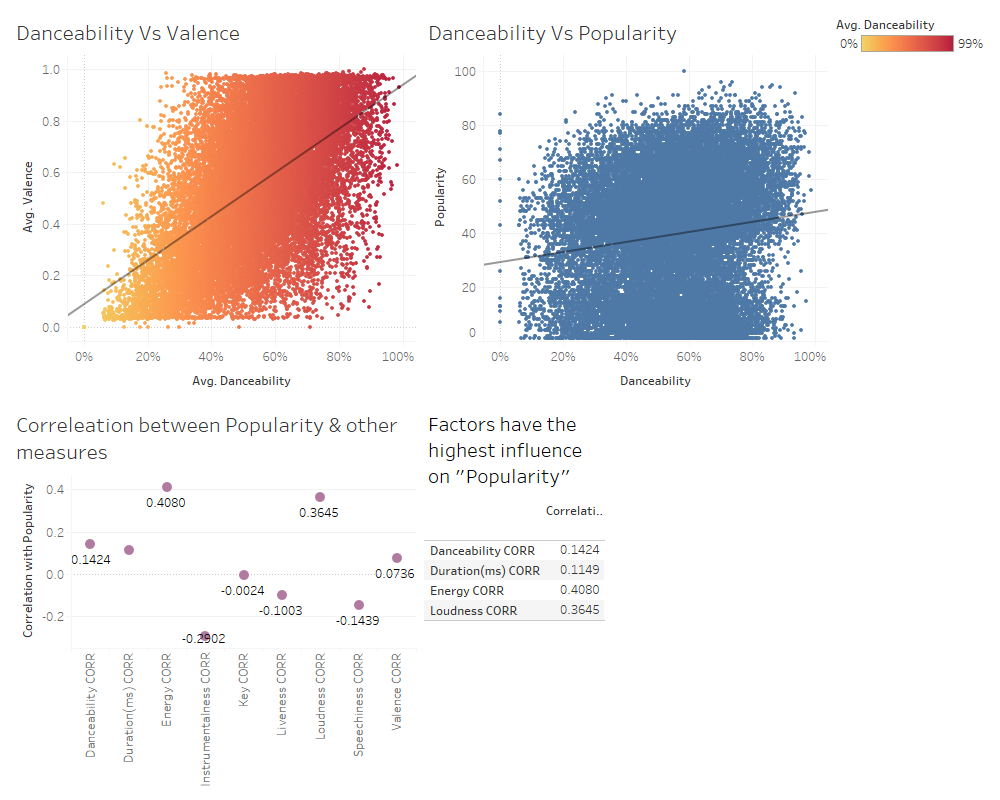 Danceability Vs Valence
Danceability Vs Popularity
Avg. Danceability
0% 99%
Avg. Valence
1.0
0.8
0.6
0.4
0.2
0.0
0% 20% 40% 60% 80% 100%
Avg. Danceability
Popularity
100
80
60
40
20
0
0% 20% 40% 60% 80% 100%
Danceability
Correleation between Popularity & other
measures
Correlation with Popularity
0.4
0.2
0.0
-0.2
0.1424
0.4080
-0.2902
-0.0024
-0.1003
0.3645
-0.1439
0.0736
Danceability CORR
Duration(ms) CORR
Energy CORR
Instrumentalness CORR
Key CORR
Liveness CORR
Loudness CORR
Speechiness CORR
Valence CORR
Factors have the
highest influence
on "Popularity"
Correlati..
Danceability CORR 0.1424
Duration(ms) CORR 0.1149
Energy CORR 0.4080
Loudness CORR 0.3645